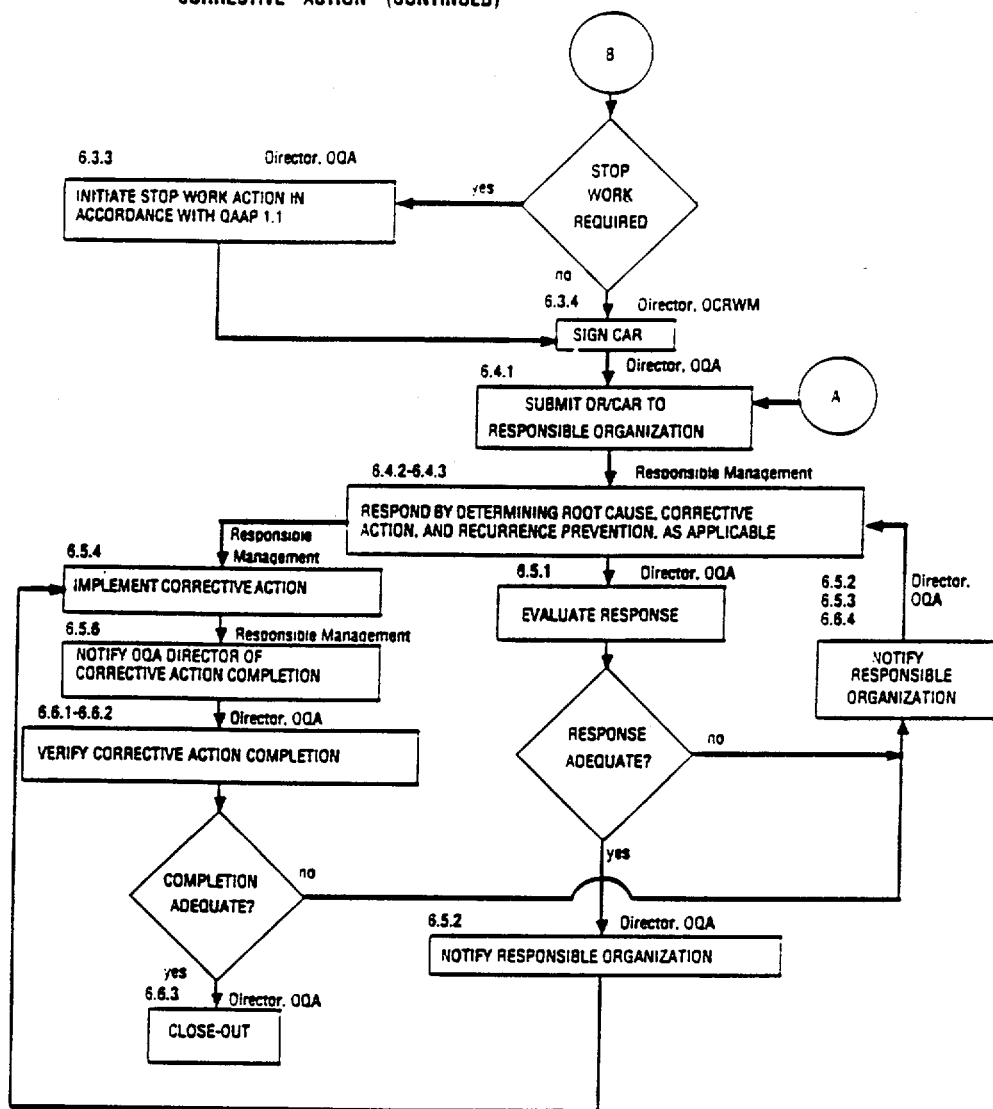 CORRECTIVE ACTION (CONTINUED)
B
6.3.3
Director, OQA
INITIATE STOP WORK ACTION IN
ACCORDANCE WITH QAAP 1.1
yes
STOP
WORK
REQUIRED
no
6.3.4
Director, OCRWM
SIGN CAR
Director, OQA
6.4.1
SUBMIT DR/CAR TO
RESPONSIBLE ORGANIZATION
A
6.4.2-6.4.3
Responsible Management
RESPOND BY DETERMINING ROOT CAUSE, CORRECTIVE
ACTION, AND RECURRENCE PREVENTION, AS APPLICABLE
Responsible
Management
6.5.4
IMPLEMENT CORRECTIVE ACTION
6.5.1
Director, OQA
EVALUATE RESPONSE
6.5.2
6.5.3
6.6.4
Director,
OQA
NOTIFY
RESPONSIBLE
ORGANIZATION
6.5.6
Responsible Management
NOTIFY OQA DIRECTOR OF
CORRECTIVE ACTION COMPLETION
6.6.1-6.6.2
Director, OQA
VERIFY CORRECTIVE ACTION COMPLETION
RESPONSE
ADEQUATE?
no
yes
COMPLETION
ADEQUATE?
no
6.5.2
Director, OQA
NOTIFY RESPONSIBLE ORGANIZATION
yes
6.6.3
Director, OQA
CLOSE-OUT